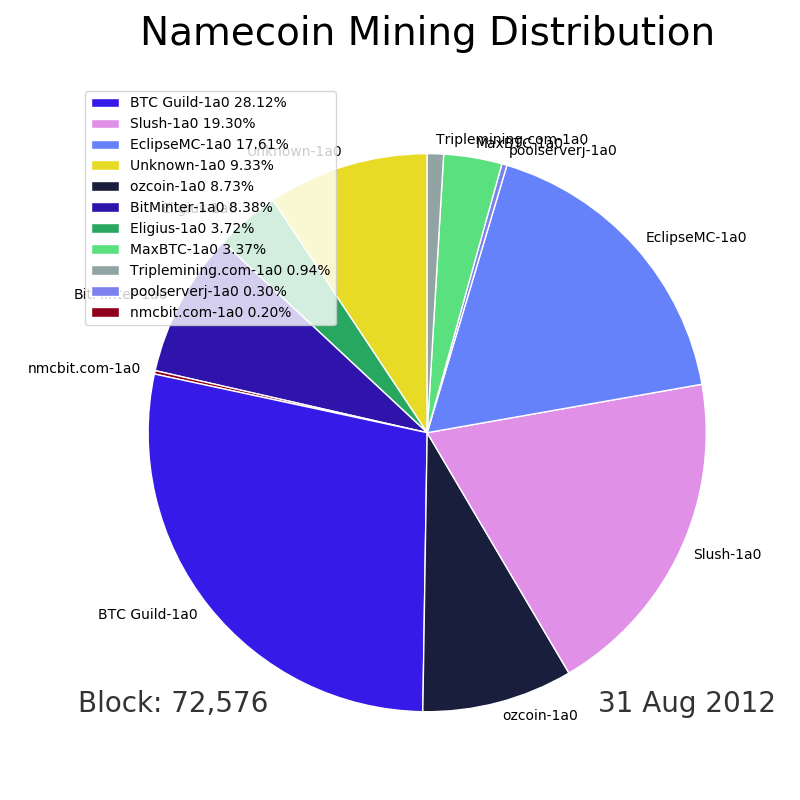 Namecoin Mining Distribution
BTC Guild-1a0 28.12%
Slush-1a0 19.30%
EclipseMC-1a0 17.61%
Unknown-1a0 9.33%
ozcoin-1a0 8.73%
BitMinter-1a0 8.38%
Eligius-1a0 3.72%
MaxBTC-1a0 3.37%
Triplemining.com-1a0 0.94%
poolserverj-1a0 0.30%
nmcbit.com-1a0 0.20%
Triplemining.com-1a0
MaxBTC-1a0
poolserverj-1a0
Unknown-1a0
EclipseMC-1a0
nmcbit.com-1a0
Slush-1a0
BTC Guild-1a0
ozcoin-1a0
Block: 72,576
31 Aug 2012